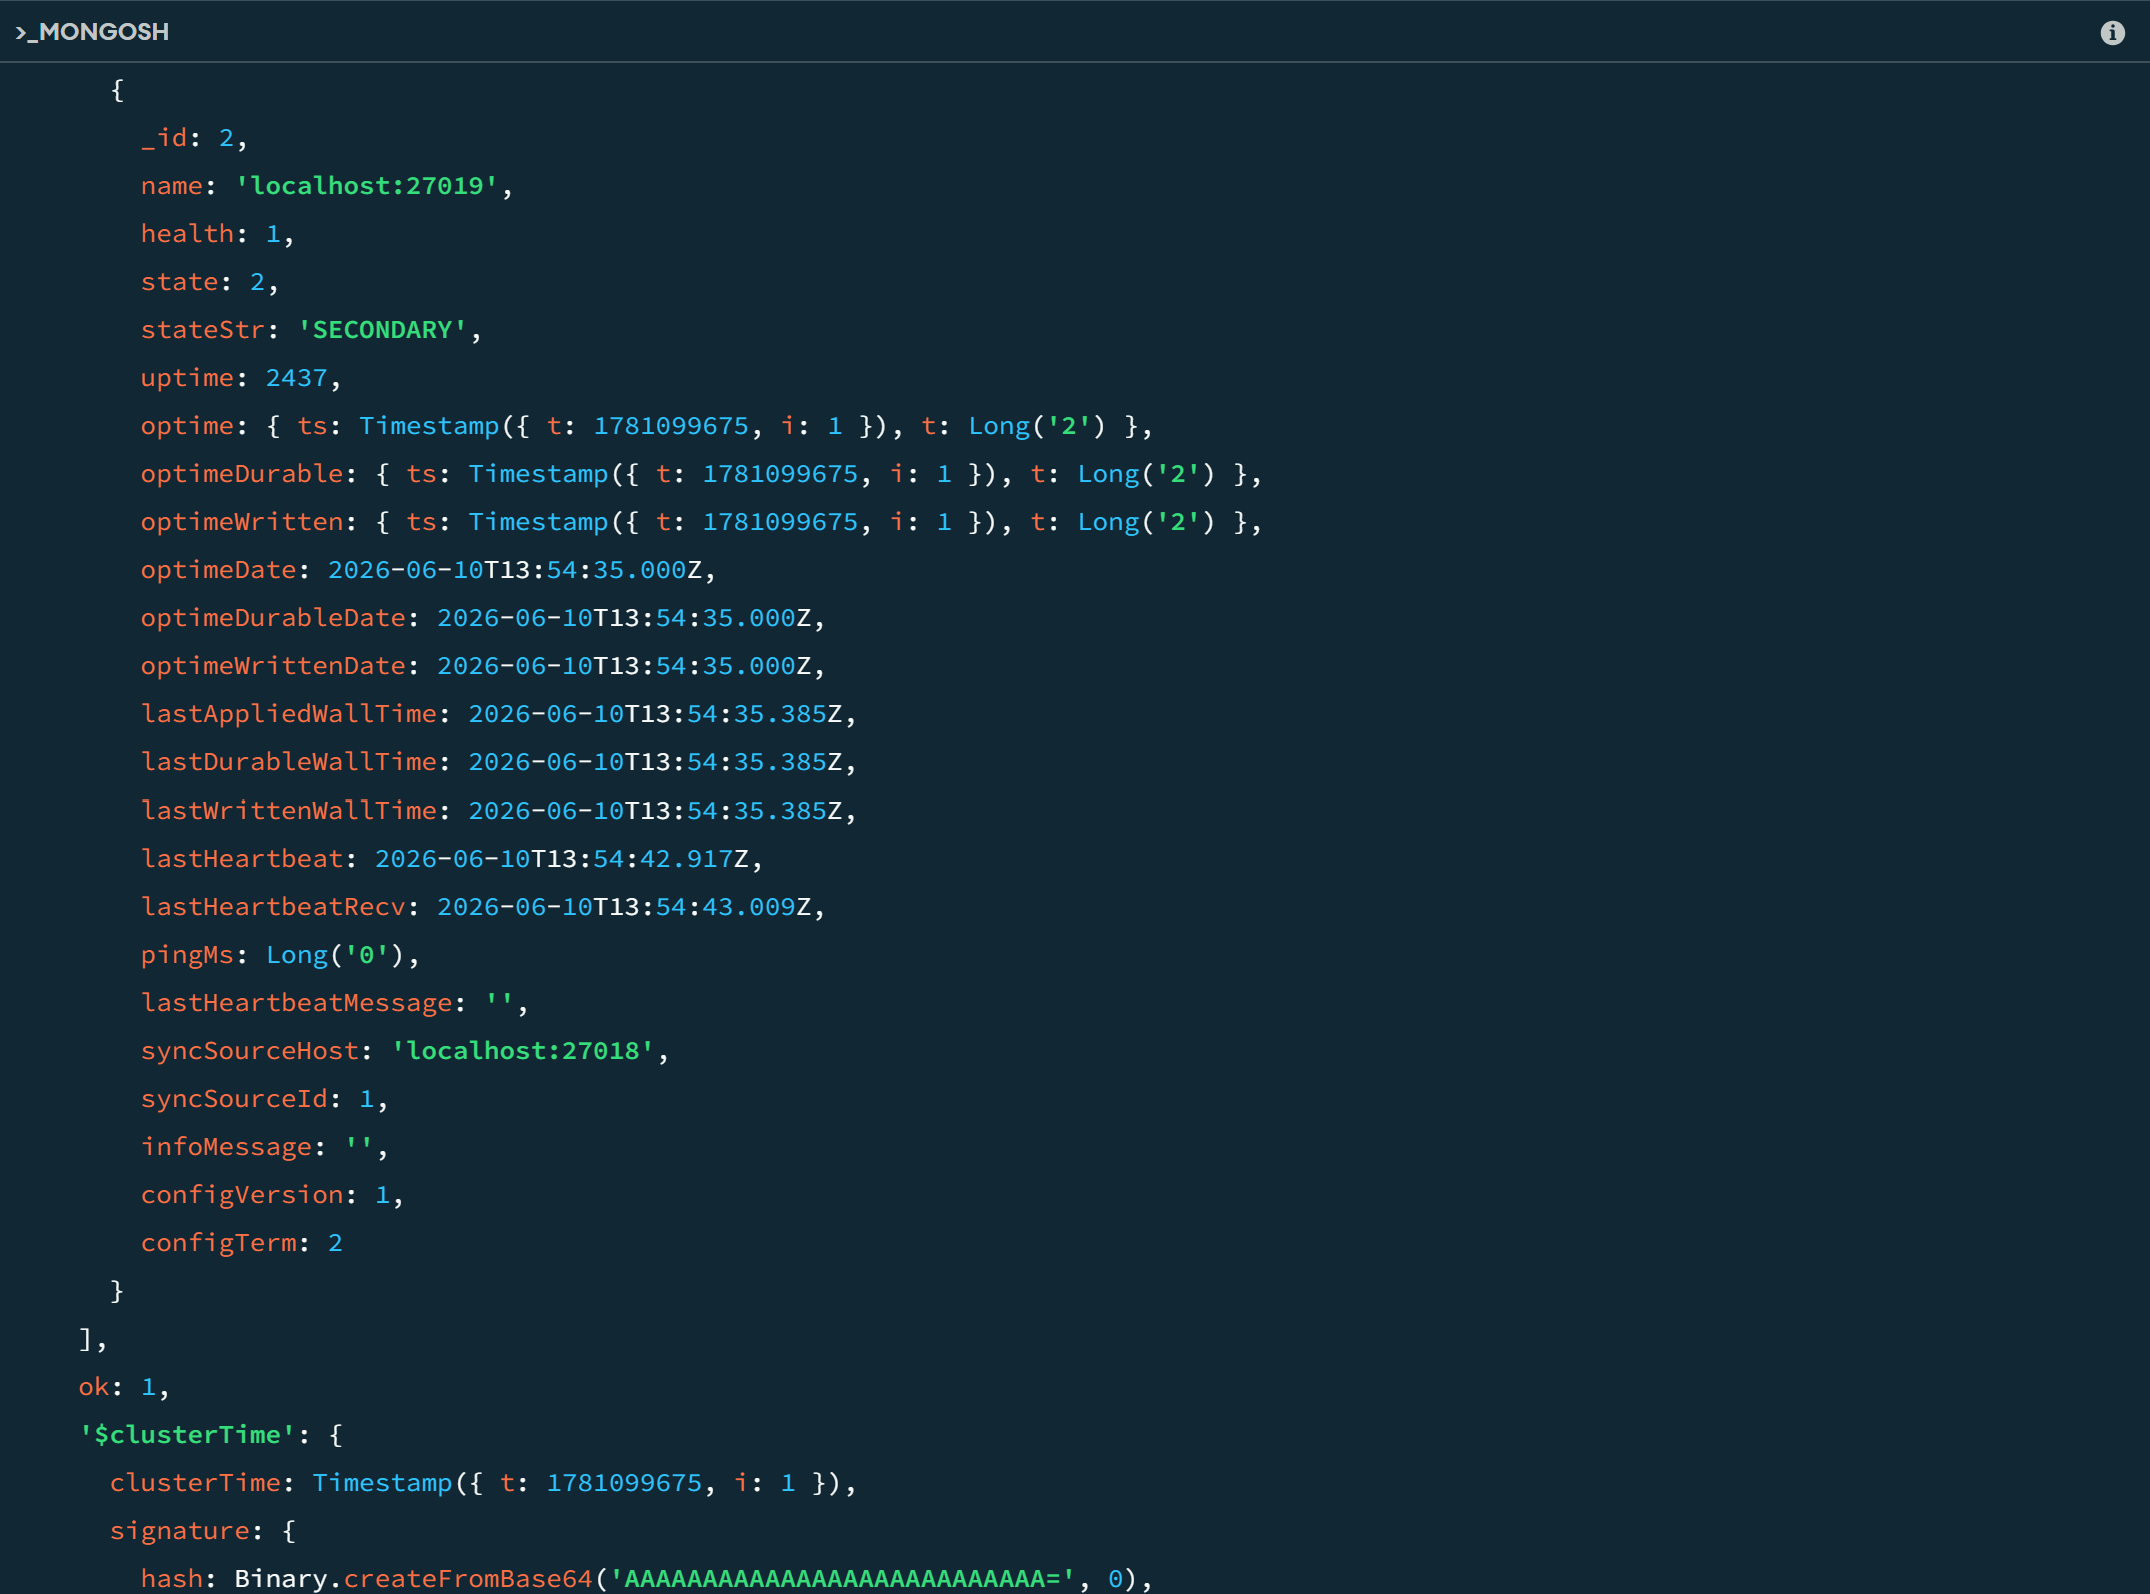 >_MONGOSH
{
_id: 2,
name: 'localhost:27019',
health: 1,
state: 2,
stateStr: 'SECONDARY',
uptime: 2437,
optime: { ts: Timestamp({ t: 1781099675, i: 1 }), t: Long('2') },
optimeDurable: { ts: Timestamp({ t: 1781099675, i: 1 }), t: Long('2') },
optimeWritten: { ts: Timestamp({ t: 1781099675, i: 1 }), t: Long('2') },
optimeDate: 2026-06-10T13:54:35.000Z,
optimeDurableDate: 2026-06-10T13:54:35.000Z,
optimeWrittenDate: 2026-06-10T13:54:35.000Z,
lastAppliedWallTime: 2026-06-10T13:54:35.385Z,
lastDurableWallTime: 2026-06-10T13:54:35.385Z,
lastWrittenWallTime: 2026-06-10T13:54:35.385Z,
lastHeartbeat: 2026-06-10T13:54:42.917Z,
lastHeartbeatRecv: 2026-06-10T13:54:43.009Z,
pingMs: Long('0'),
lastHeartbeatMessage: '',
syncSourceHost: 'localhost:27018',
syncSourceId: 1,
infoMessage: '',
configVersion: 1,
configTerm: 2
}
],
ok: 1,
'$clusterTime': {
clusterTime: Timestamp({ t: 1781099675, i: 1 }),
signature: {
hash: Binary.createFromBase64('AAAAAAAAAAAAAAAAAAAAAAAAAAA=', 0),